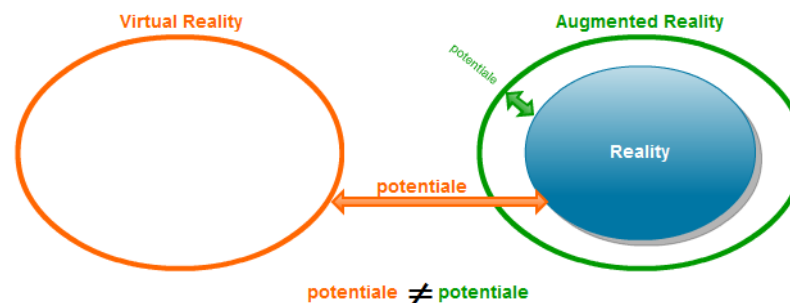 Virtual Reality
Augmented Reality
potentiale
Reality
potentiale
potentiale ≠ potentiale